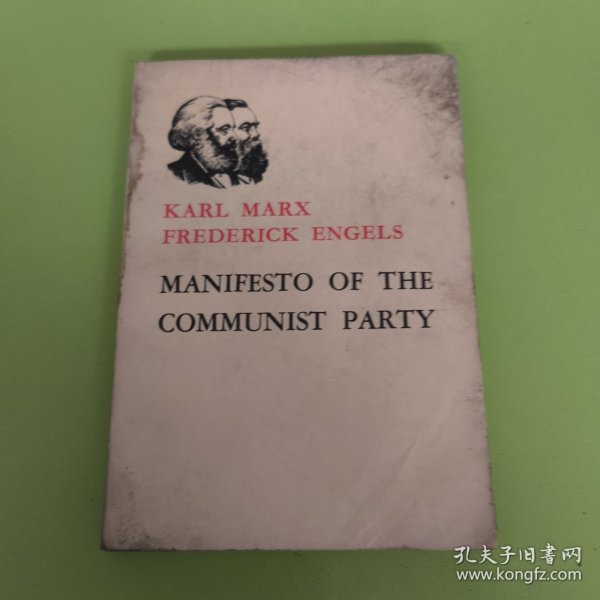 KARL MARX
FREDERICK ENGELS
MANIFESTO OF THE
COMMUNIST PARTY
孔夫子旧书网
www.kongfz.com